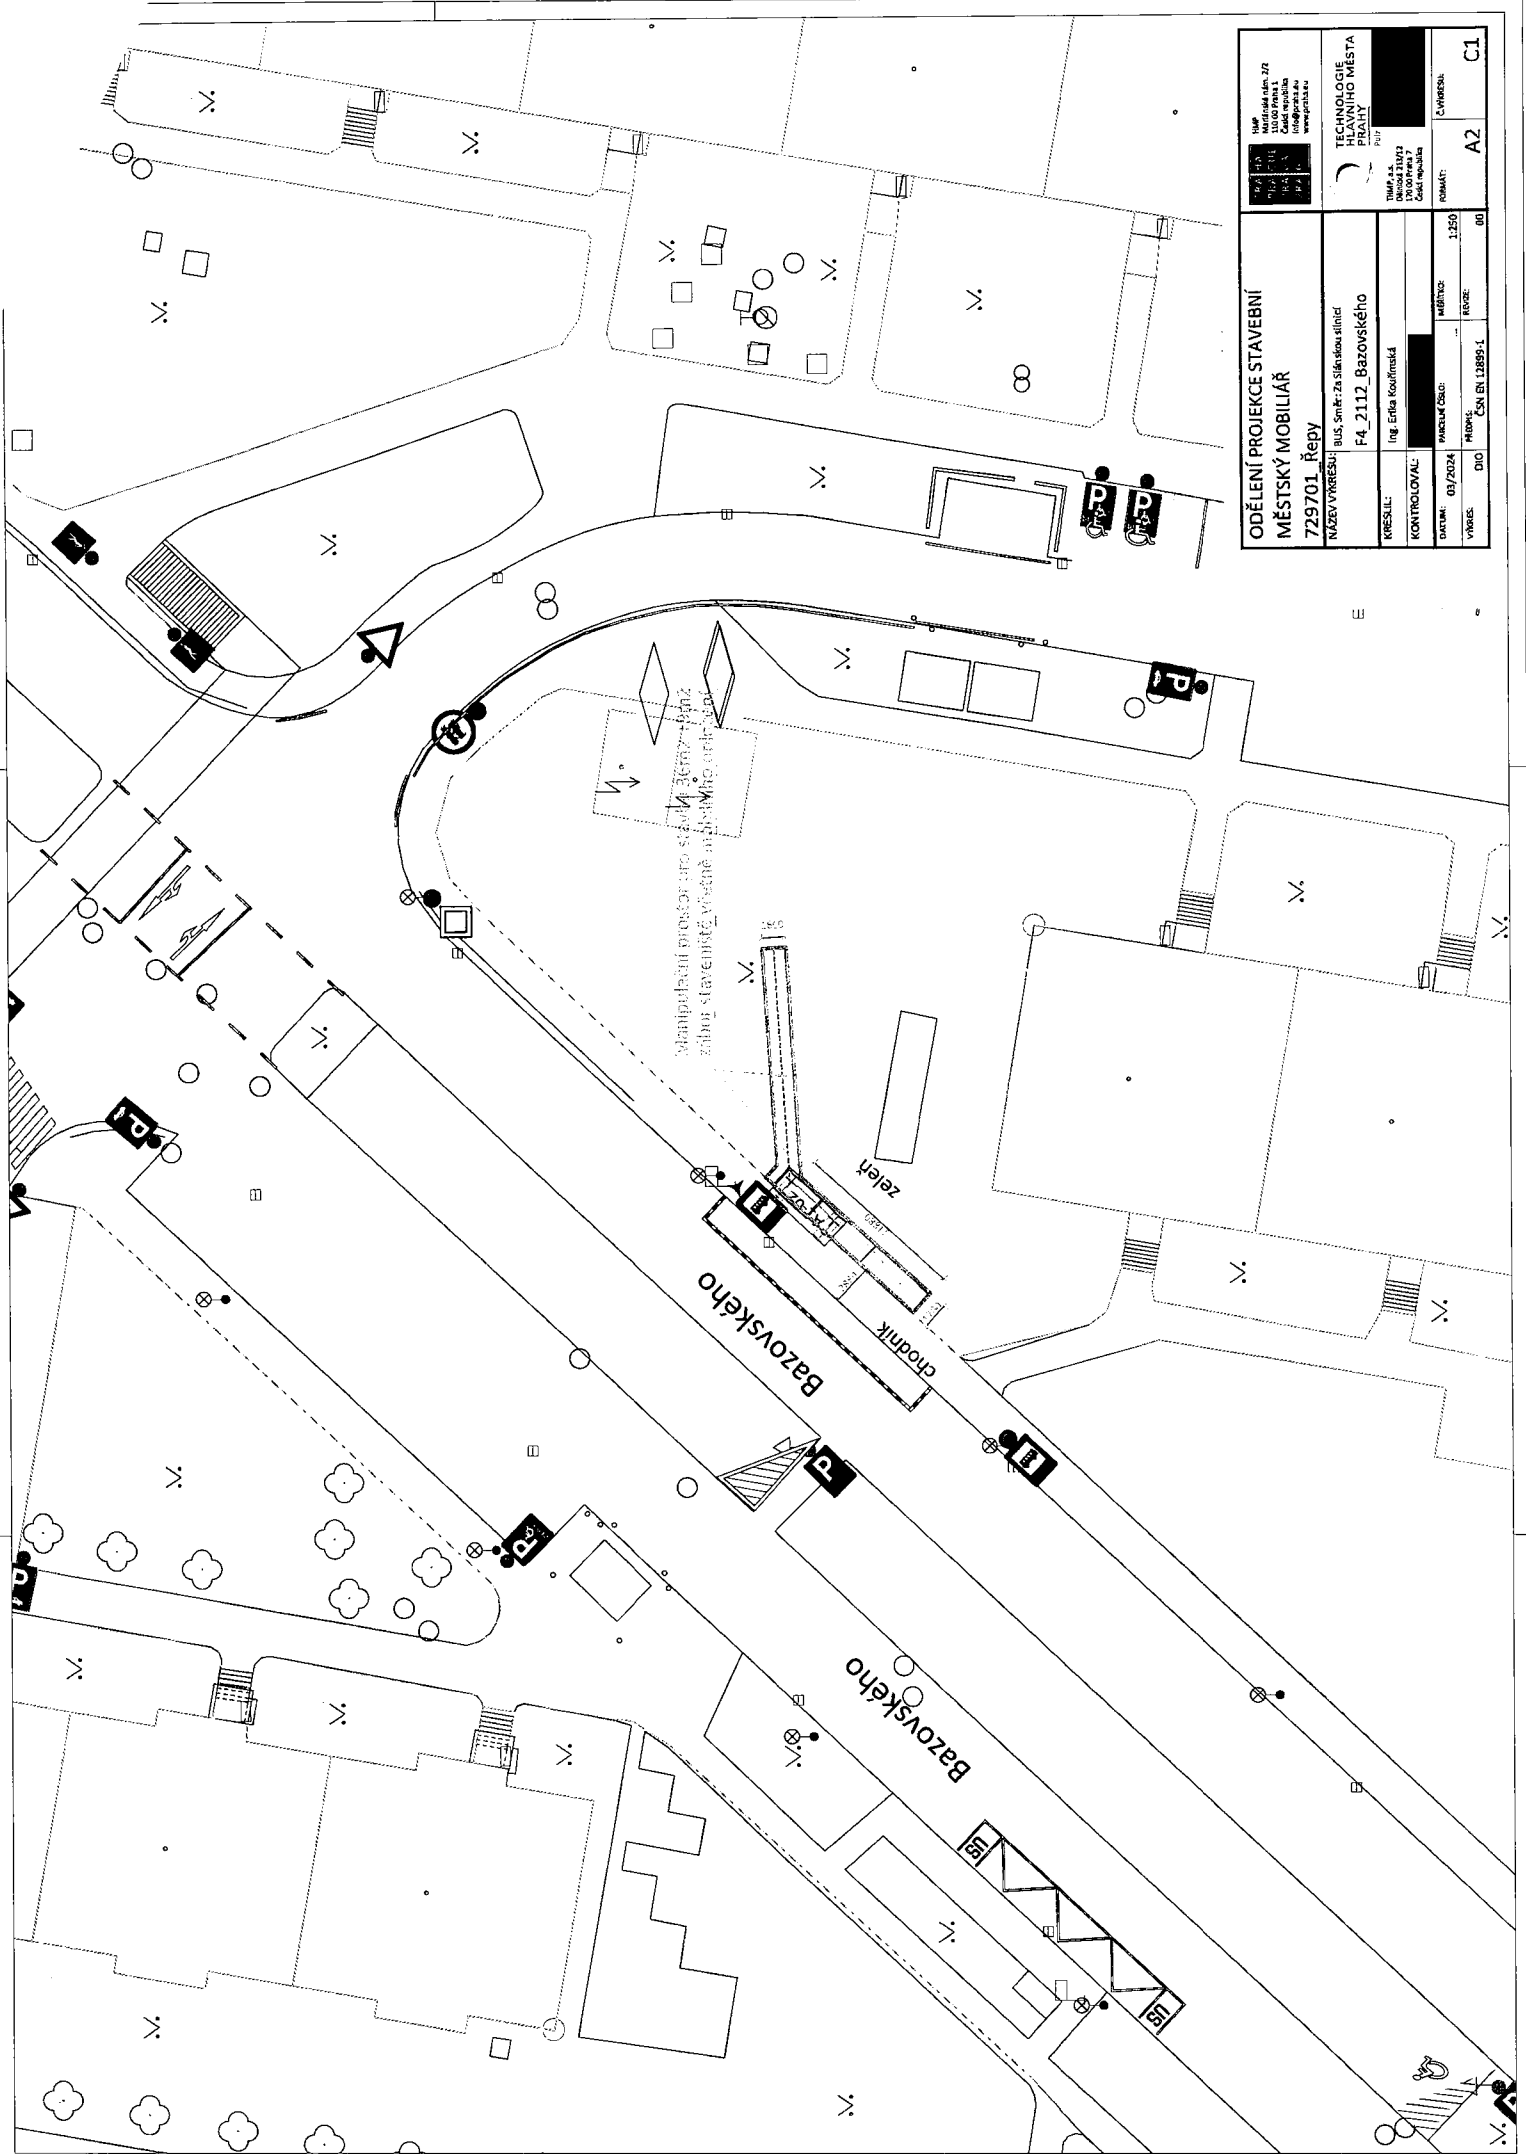 ODĚLENÍ PROJEKCE STAVEBNÍ
MĚSTSKÝ MOBILIÁŘ
729701_Řepy
NÁZEV VÝKRESU:
BUS, Směr: Za Slánskou silnicí
F4_2112_Bazovského
KRESLIL:
Ing. Erika Kouřimská
KONTROLOVAL:
DATUM:
03/2024
PARCELNÍ ČÍSLO:
MĚŘÍTKO:
1:250
VÝKRES:
DIO
PŘEDPIS:
ČSN EN 12899-1
REVIZE:
00
HMP
Mariánské nám. 2/2
110 00 Praha 1
Česká republika
info@praha.eu
www.praha.eu
TECHNOLOGIE
HLAVNÍHO MĚSTA
PRAHY
THMP, a.s.
Dělnická 213/12
170 00 Praha 7
Česká republika
FORMÁT:
A2
Č.VÝKRESU:
C1
Manipulační prostor pro stavbu 36m2
zábor staveniště včetně mobilního oplocení
zeleň
chodník
Bazovského
Bazovského
P
P
P
P
P
P